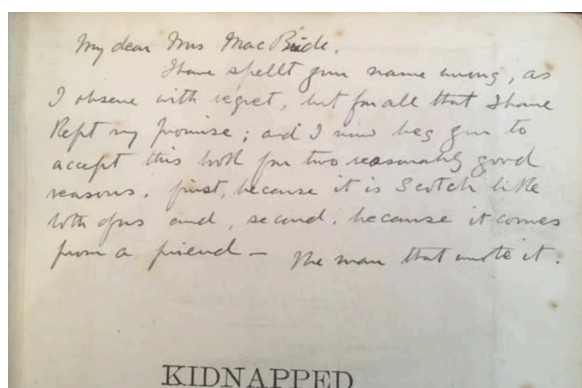 My dear Mrs MacBride,
I have spellt your name wrong, as
I observe with regret, but for all that I have
kept my promise; and I now beg you to
accept this book for two reasonably good
reasons. first, because it is Scotch like
both of us and, second, because it comes
from a friend — The man that wrote it.
KIDNAPPED